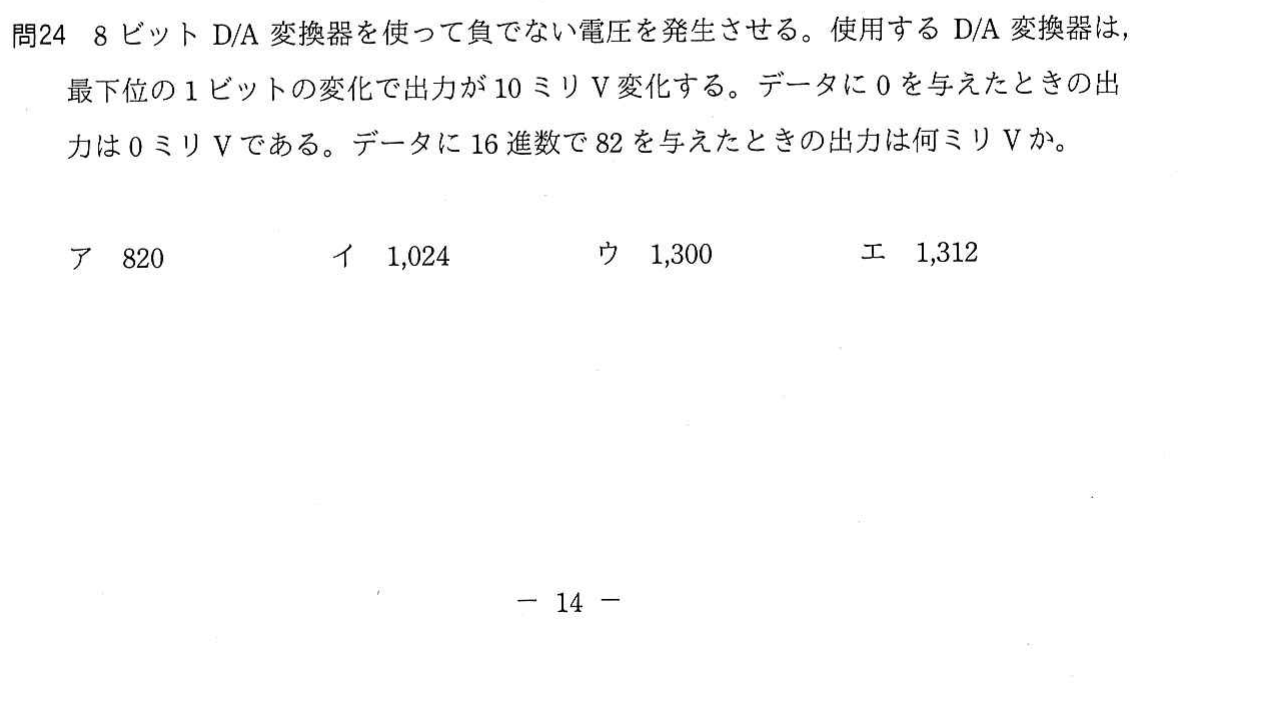 問24 8 ビット D/A 変換器を使って負でない電圧を発生させる。使用する D/A 変換器は,
最下位の 1 ビットの変化で出力が 10 ミリ V 変化する。データに 0 を与えたときの出
力は 0 ミリ V である。データに 16 進数で 82 を与えたときの出力は何ミリ V か。
ア 820 イ 1,024 ウ 1,300 エ 1,312
― 14 ―